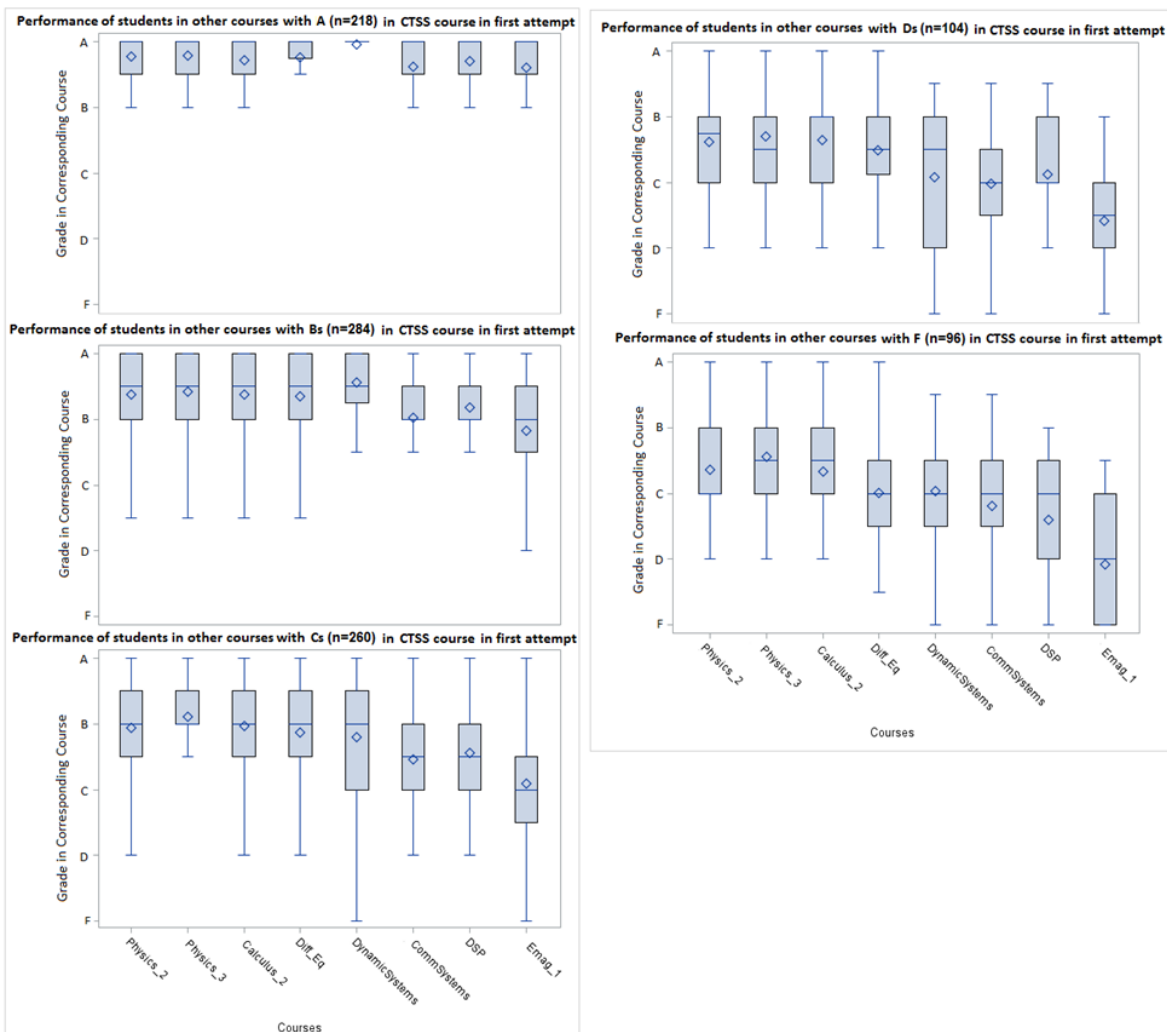 Performance of students in other courses with A (n=218) in CTSS course in first attempt
Grade in Corresponding Course
A
B
C
D
F
Performance of students in other courses with Bs (n=284) in CTSS course in first attempt
Grade in Corresponding Course
A
B
C
D
F
Performance of students in other courses with Cs (n=260) in CTSS course in first attempt
Grade in Corresponding Course
A
B
C
D
F
Physics_2
Physics_3
Calculus_2
Diff_Eq
DynamicSystems
CommSystems
DSP
Emag_1
Courses
Performance of students in other courses with Ds (n=104) in CTSS course in first attempt
Grade in Corresponding Course
A
B
C
D
F
Performance of students in other courses with F (n=96) in CTSS course in first attempt
Grade in Corresponding Course
A
B
C
D
F
Physics_2
Physics_3
Calculus_2
Diff_Eq
DynamicSystems
CommSystems
DSP
Emag_1
Courses